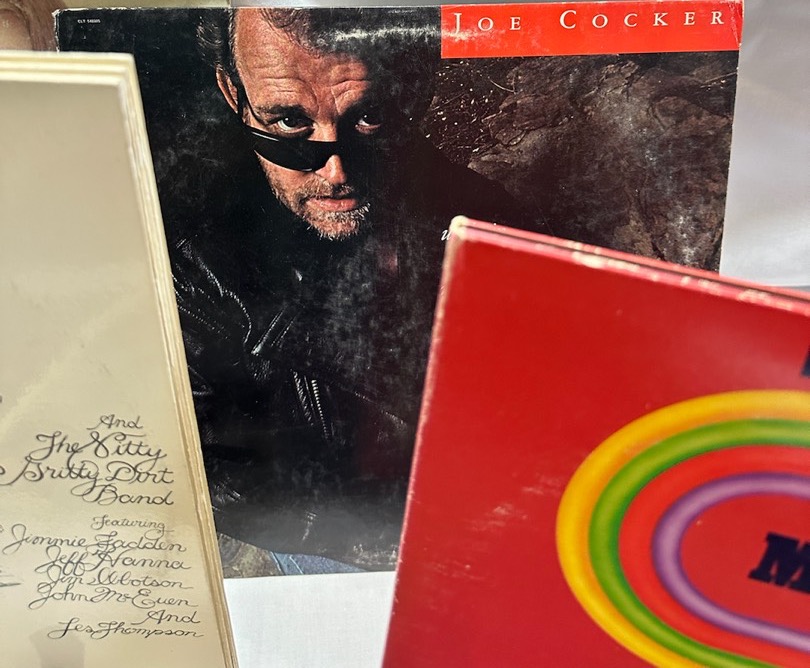 JOE COCKER
And
The Nitty
Gritty Dirt
Band
Featuring
Jimmie Fadden
Jeff Hanna
Jim Ibbotson
John McEuen
And
Les Thompson
M